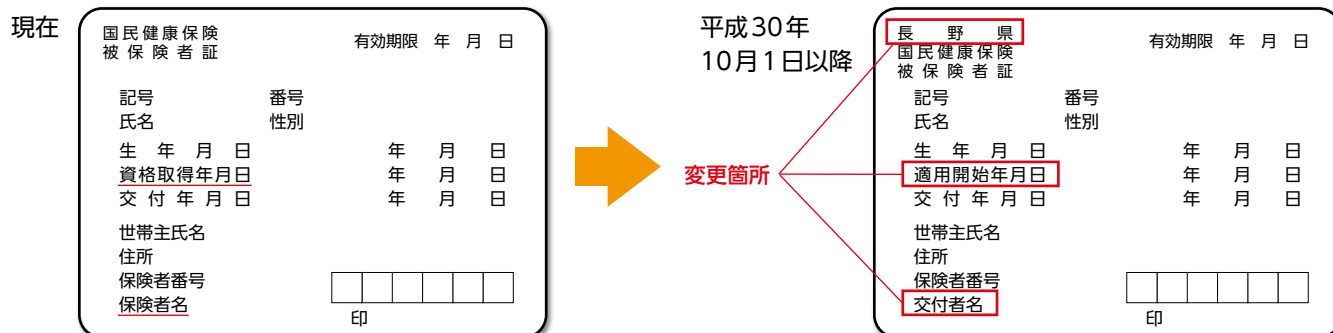 現在
国民健康保険
被保険者証
有効期限 年 月 日
記号 番号
氏名 性別
生年月日 年 月 日
資格取得年月日 年 月 日
交付年月日 年 月 日
世帯主氏名
住所
保険者番号
保険者名
印
変更箇所
平成30年
10月1日以降
長野県
国民健康保険
被保険者証
有効期限 年 月 日
記号 番号
氏名 性別
生年月日 年 月 日
適用開始年月日 年 月 日
交付年月日 年 月 日
世帯主氏名
住所
保険者番号
交付者名
印